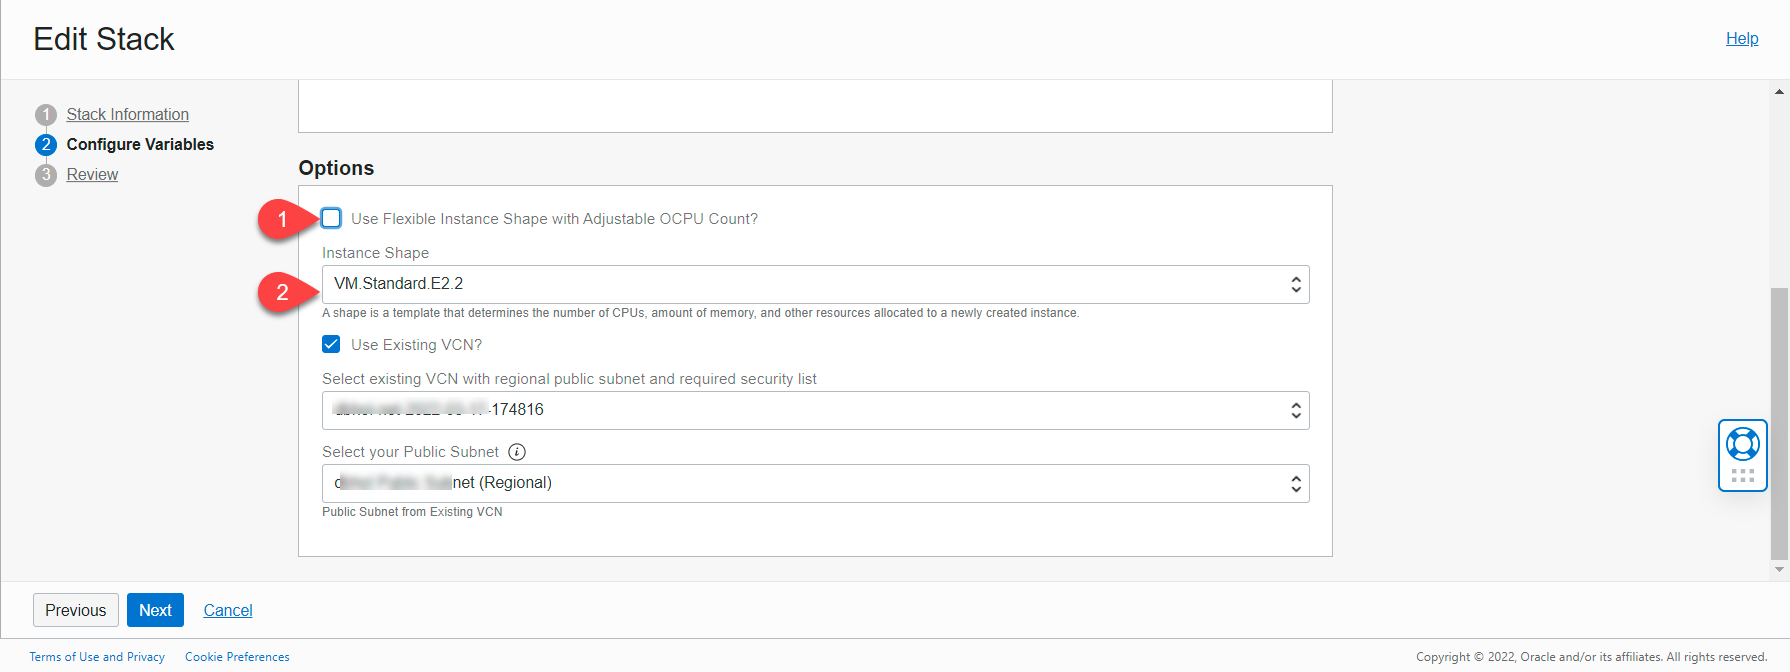 Edit Stack
Help
1 Stack Information
2 Configure Variables
3 Review
Options
1
Use Flexible Instance Shape with Adjustable OCPU Count?
Instance Shape
2
VM.Standard.E2.2
A shape is a template that determines the number of CPUs, amount of memory, and other resources allocated to a newly created instance.
Use Existing VCN?
Select existing VCN with regional public subnet and required security list
-174816
Select your Public Subnet i
net (Regional)
Public Subnet from Existing VCN
Previous Next Cancel
Terms of Use and Privacy Cookie Preferences
Copyright © 2022, Oracle and/or its affiliates. All rights reserved.